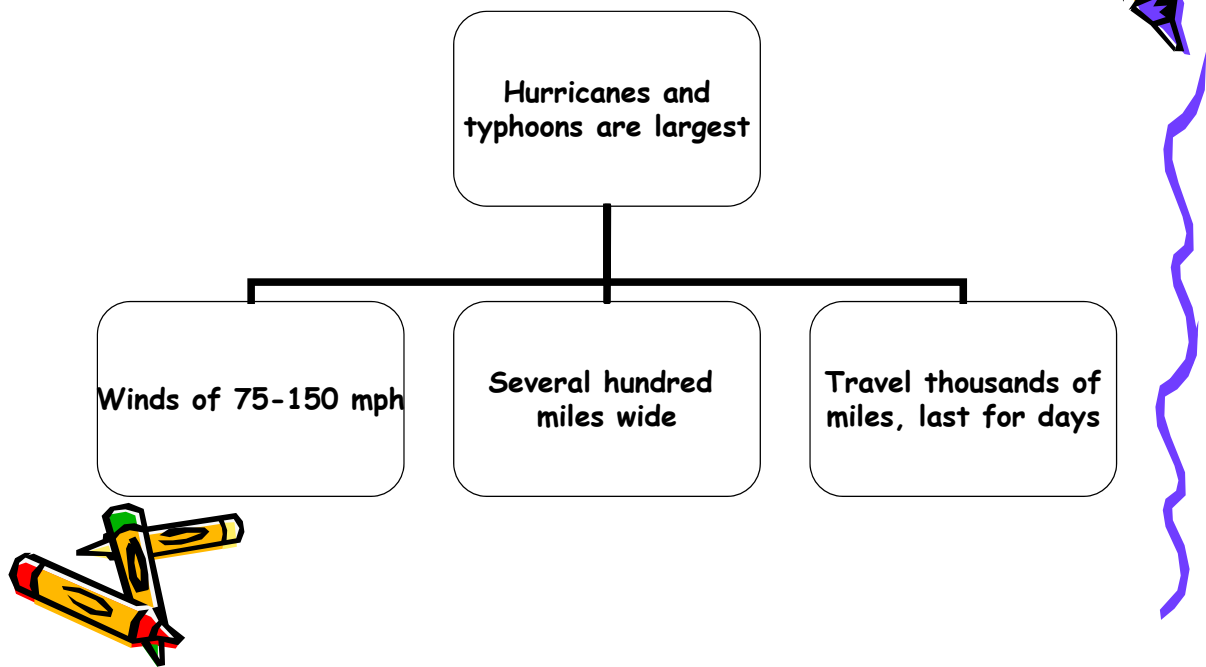 Hurricanes and
typhoons are largest
Winds of 75-150 mph
Several hundred
miles wide
Travel thousands of
miles, last for days